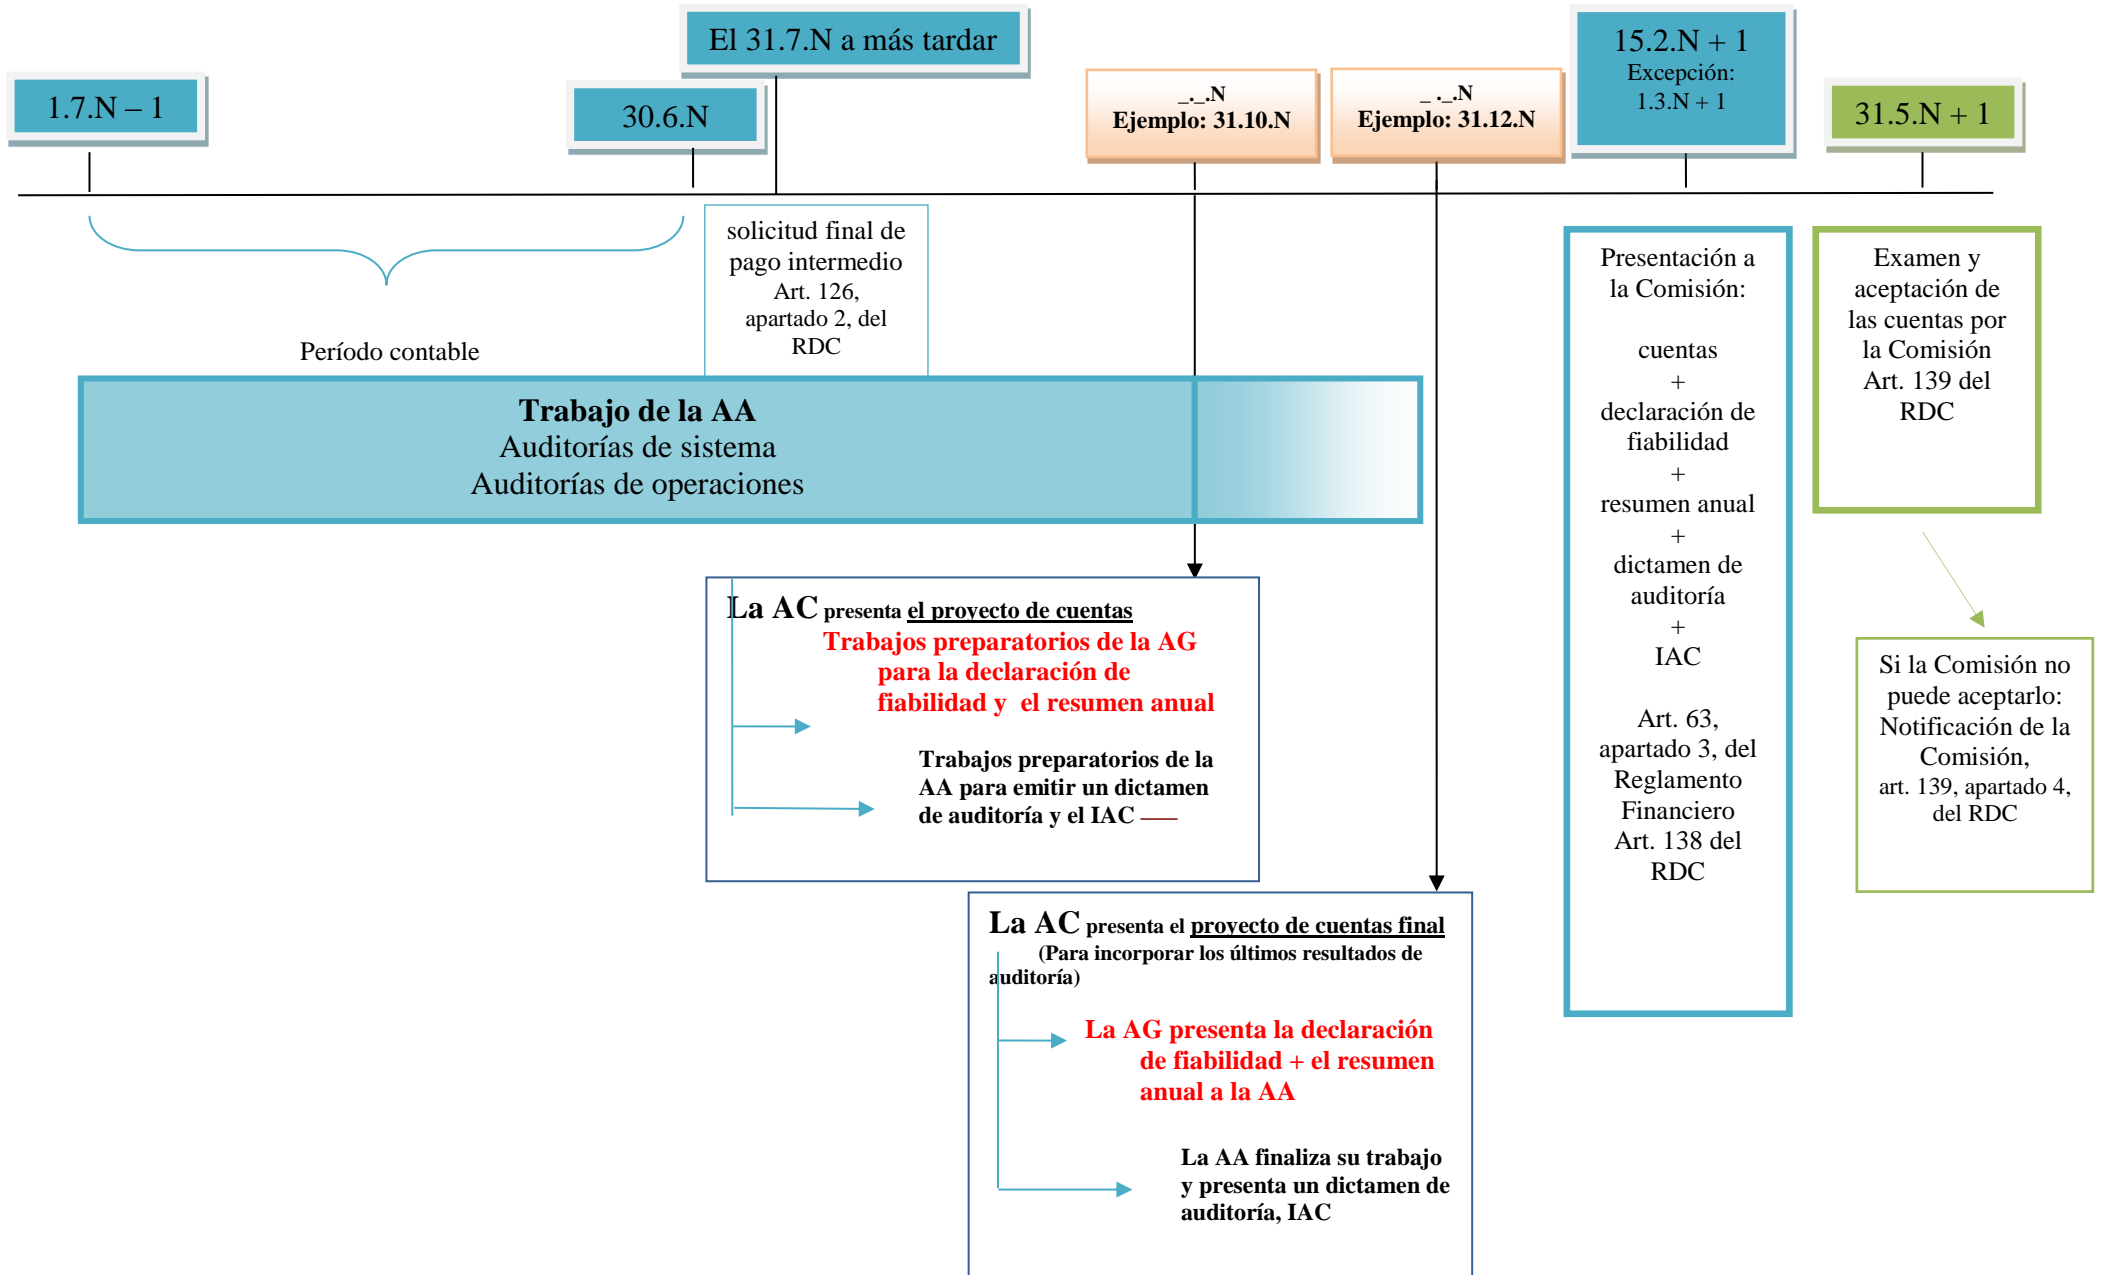 1.7.N – 1
30.6.N
El 31.7.N a más tardar
_._.N
Ejemplo: 31.10.N
_ ._.N
Ejemplo: 31.12.N
15.2.N + 1
Excepción:
1.3.N + 1
31.5.N + 1
Período contable
solicitud final de
pago intermedio
Art. 126,
apartado 2, del
RDC
Trabajo de la AA
Auditorías de sistema
Auditorías de operaciones
La AC presenta el proyecto de cuentas
Trabajos preparatorios de la AG
para la declaración de
fiabilidad y  el resumen anual
Trabajos preparatorios de la
AA para emitir un dictamen
de auditoría y el IAC
La AC presenta el proyecto de cuentas final
(Para incorporar los últimos resultados de
auditoría)
La AG presenta la declaración
de fiabilidad + el resumen
anual a la AA
La AA finaliza su trabajo
y presenta un dictamen de
auditoría, IAC
Presentación a
la Comisión:
cuentas
+
declaración de
fiabilidad
+
resumen anual
+
dictamen de
auditoría
+
IAC
Art. 63,
apartado 3, del
Reglamento
Financiero
Art. 138 del
RDC
Examen y
aceptación de
las cuentas por
la Comisión
Art. 139 del
RDC
Si la Comisión no
puede aceptarlo:
Notificación de la
Comisión,
art. 139, apartado 4,
del RDC